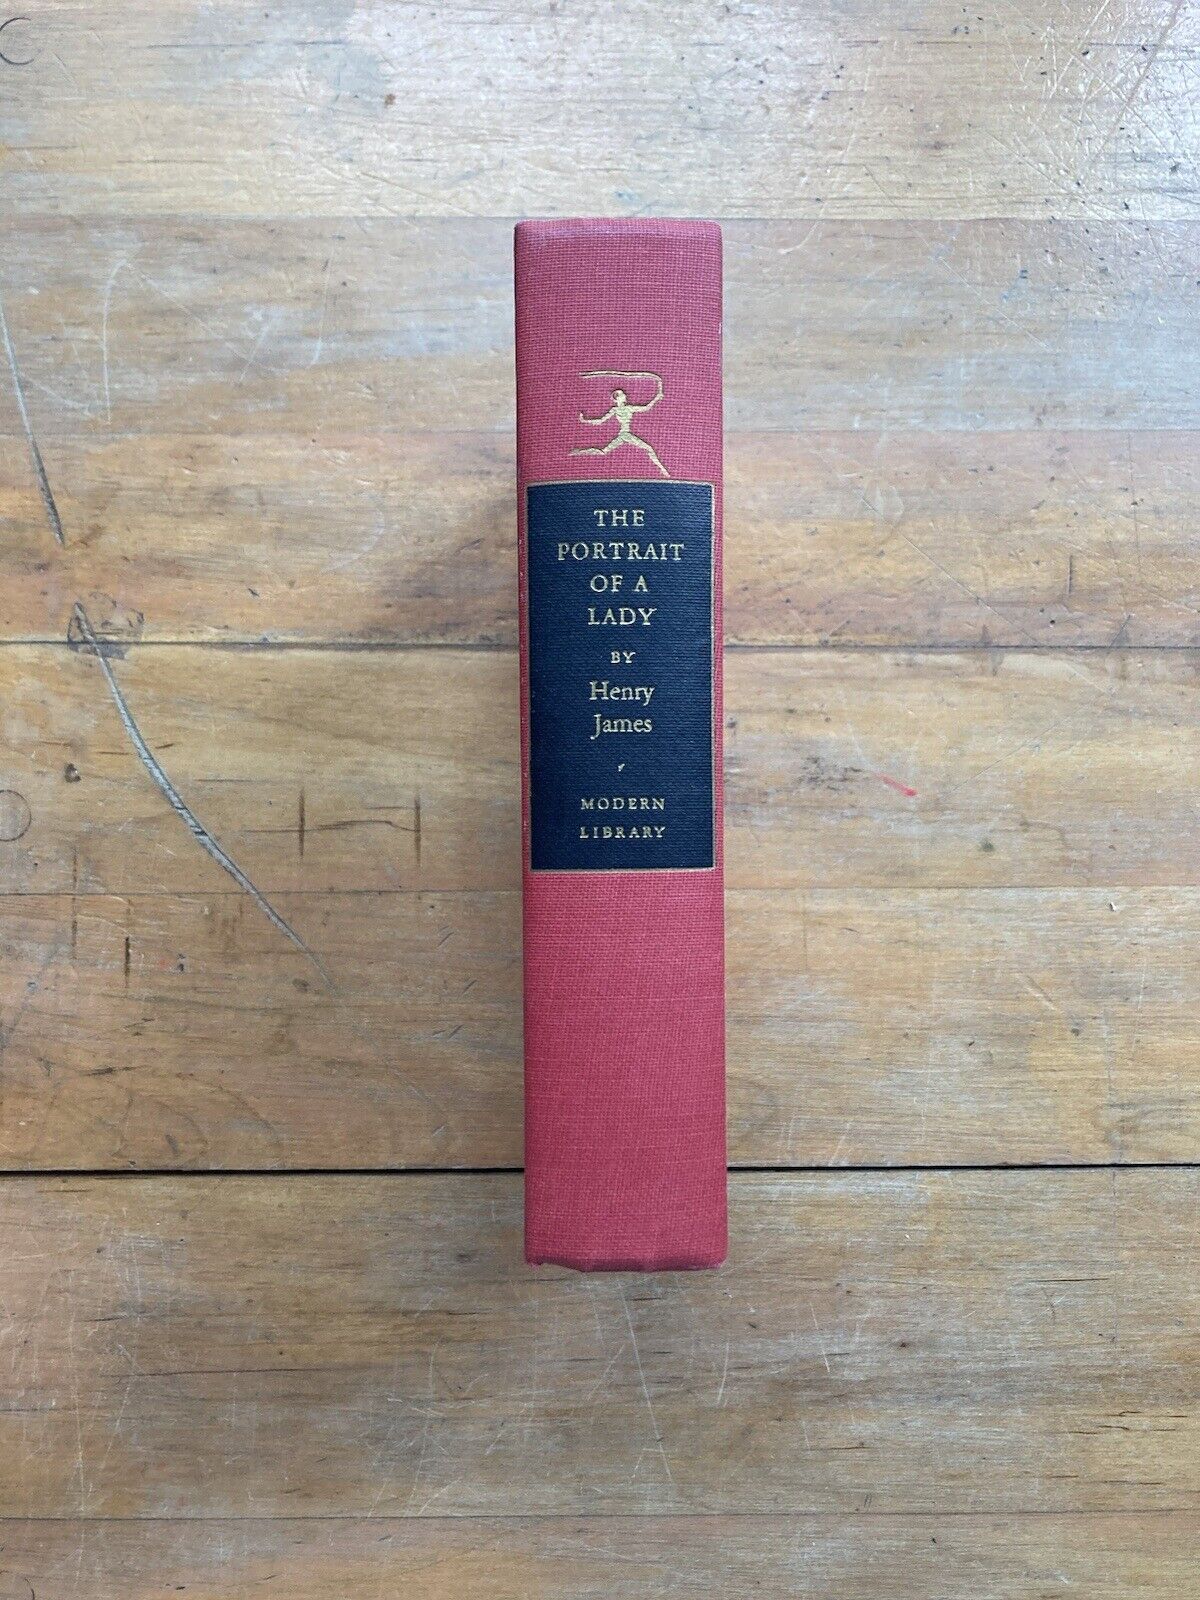 THE
PORTRAIT
OF A
LADY
BY
Henry
James
MODERN
LIBRARY